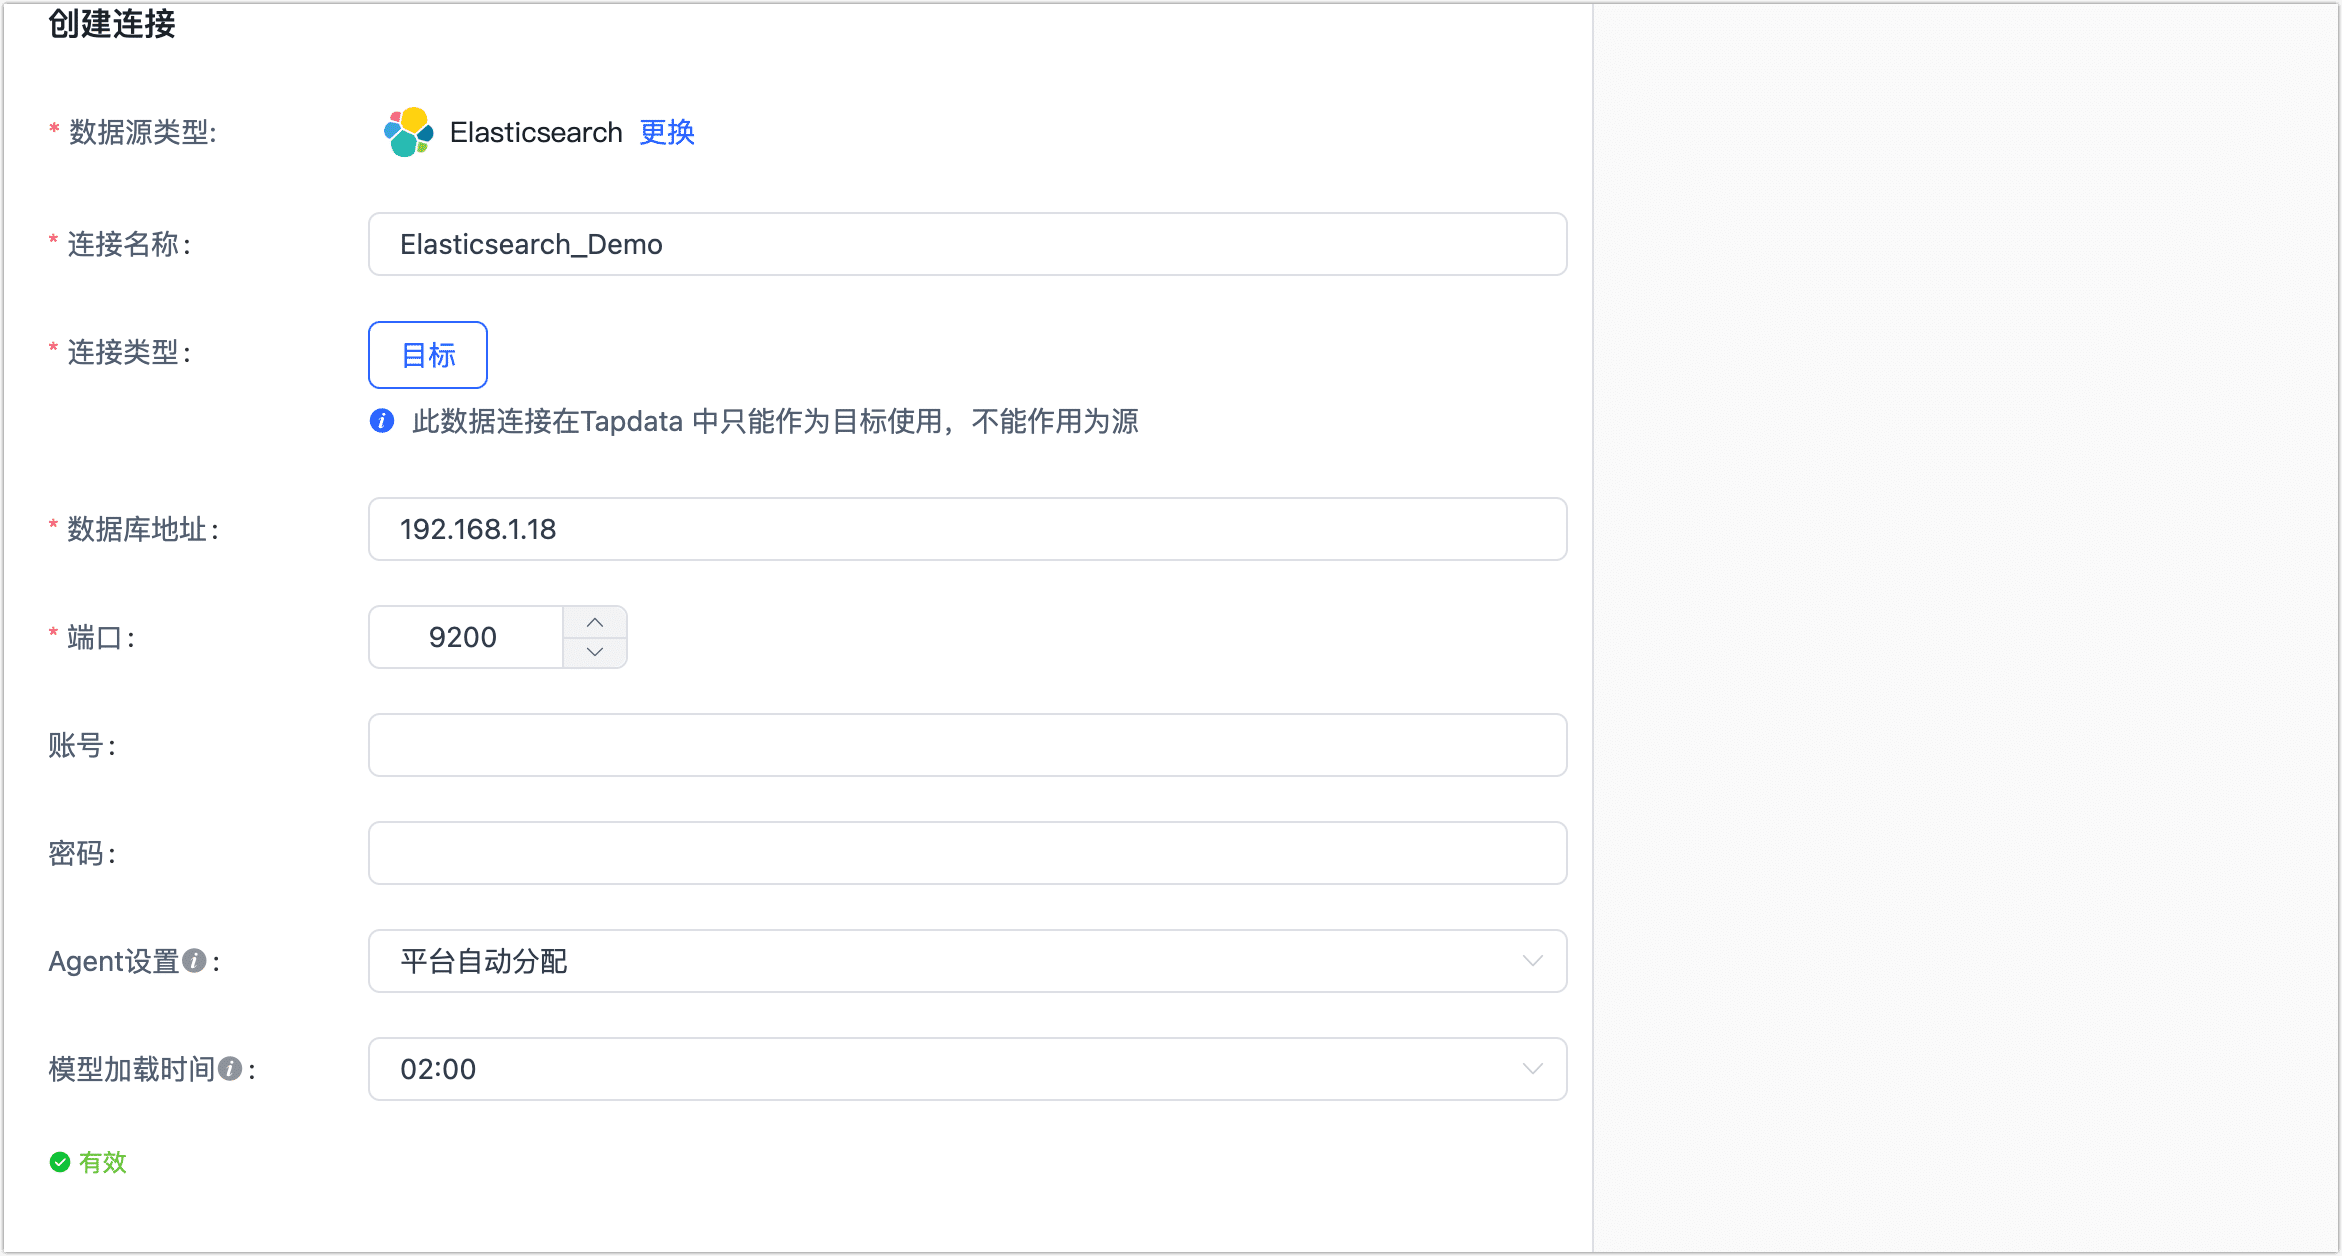 创建连接
* 数据源类型: Elasticsearch 更换
* 连接名称: Elasticsearch_Demo
* 连接类型: 目标
此数据连接在Tapdata 中只能作为目标使用，不能作用为源
* 数据库地址: 192.168.1.18
* 端口: 9200
账号:
密码:
Agent设置: 平台自动分配
模型加载时间: 02:00
有效